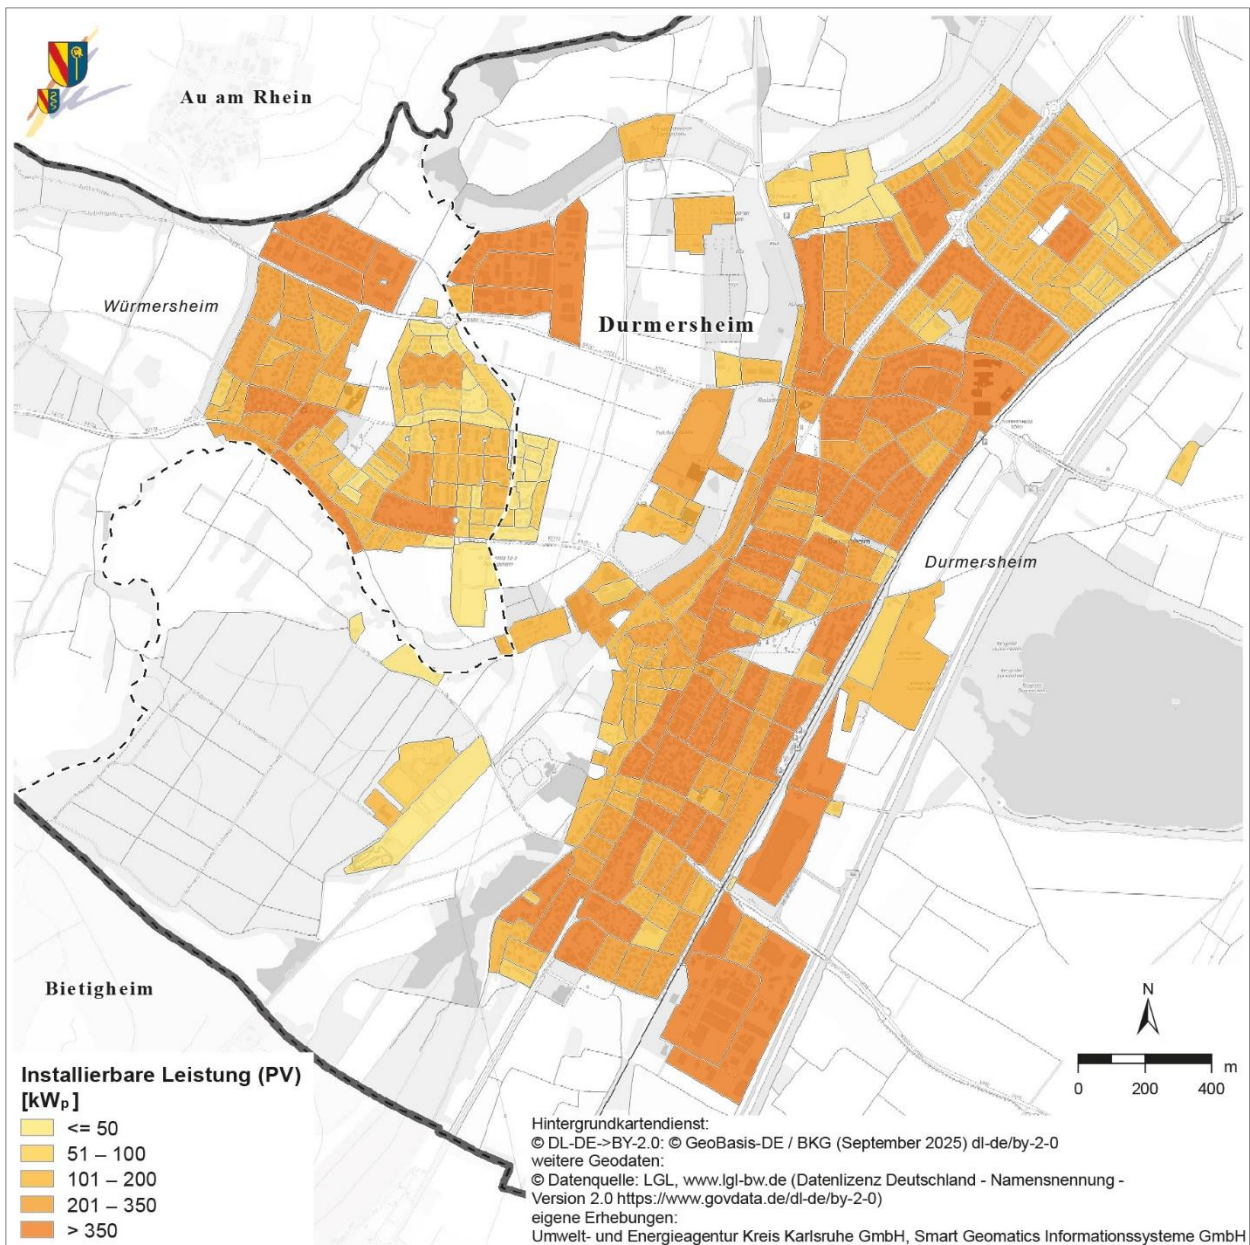 Au am Rhein
Würmersheim
Durmersheim
Durmersheim
Bietigheim
N
0 200 400 m
Installierbare Leistung (PV)
[kWₚ]
<= 50
51 – 100
101 – 200
201 – 350
> 350
Hintergrundkartendienst:
© DL-DE->BY-2.0: © GeoBasis-DE / BKG (September 2025) dl-de/by-2-0
weitere Geodaten:
© Datenquelle: LGL, www.lgl-bw.de (Datenlizenz Deutschland - Namensnennung -
Version 2.0 https://www.govdata.de/dl-de/by-2-0)
eigene Erhebungen:
Umwelt- und Energieagentur Kreis Karlsruhe GmbH, Smart Geomatics Informationssysteme GmbH